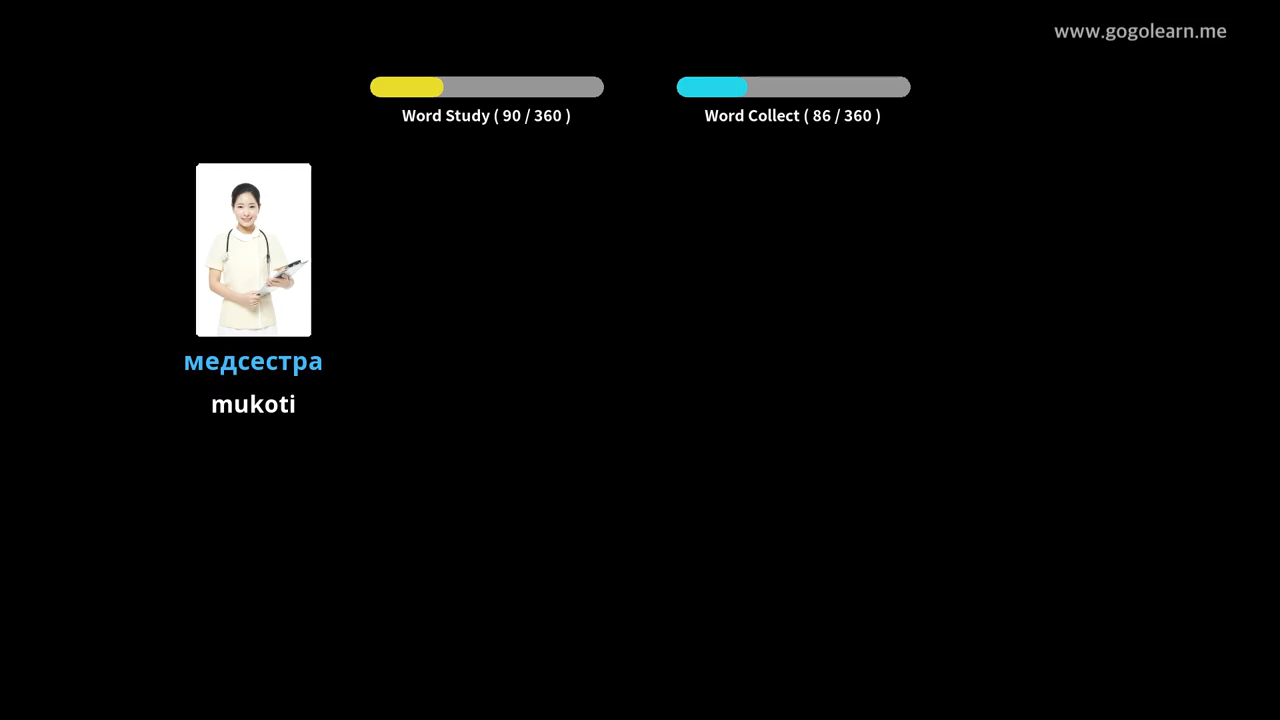 www.gogolearn.me
Word Study ( 90 / 360 )
Word Collect ( 86 / 360 )
медсестра
mukoti